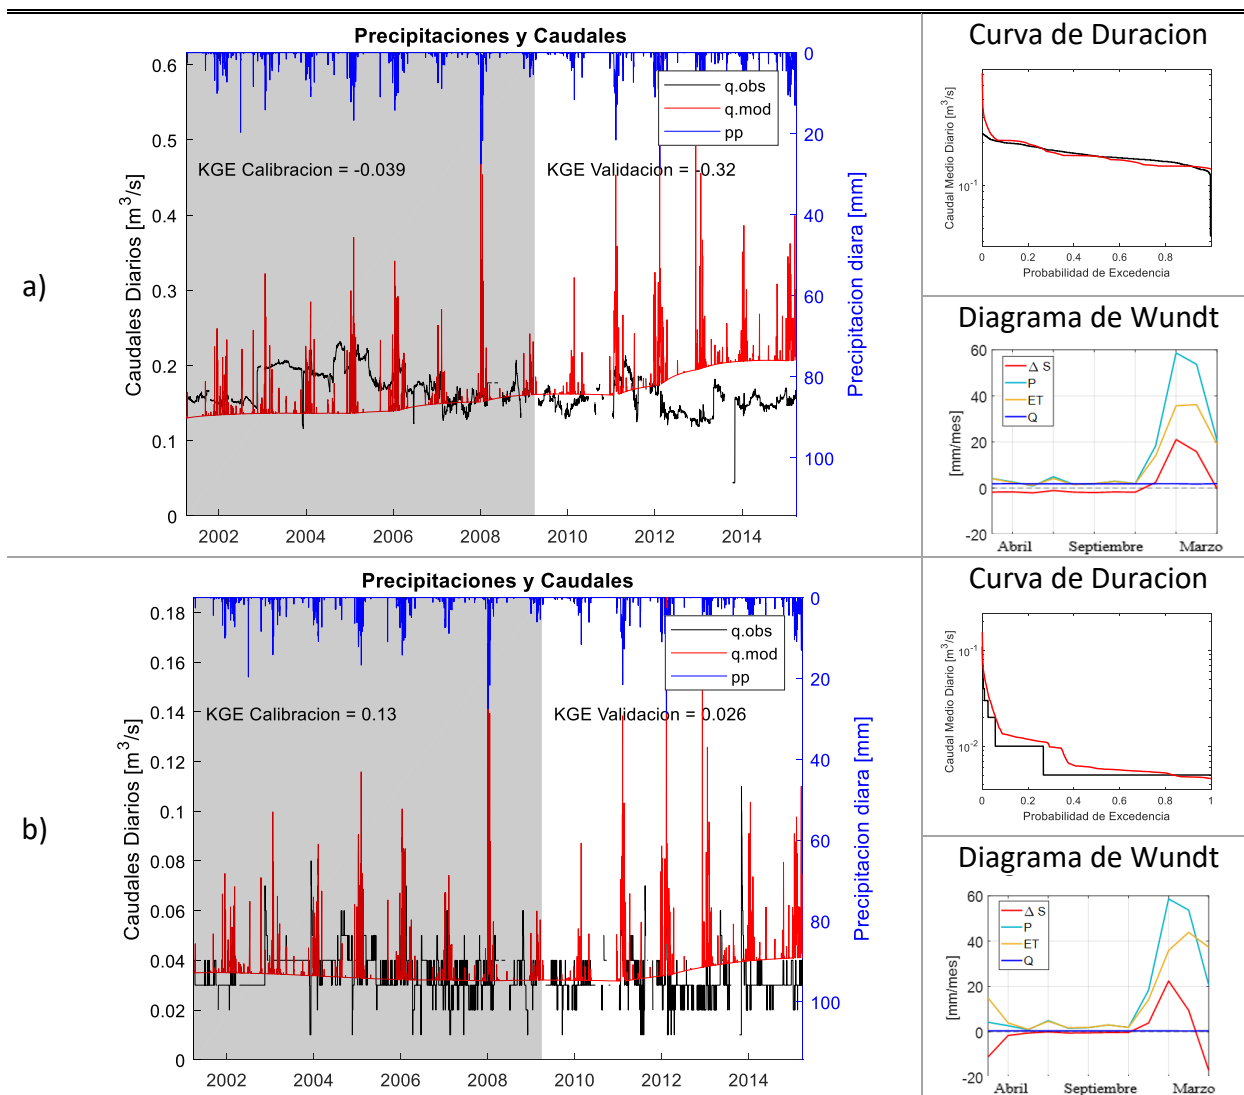 a)
Precipitaciones y Caudales
Caudales Diarios [m³/s]
0.6
0.5
0.4
0.3
0.2
0.1
0
KGE Calibracion = -0.039
KGE Validacion = -0.32
q.obs
q.mod
pp
0
20
40
60
80
100
Precipitacion diara [mm]
2002 2004 2006 2008 2010 2012 2014
Curva de Duracion
Caudal Medio Diario [m³/s]
10⁻¹
0 0.2 0.4 0.6 0.8 1
Probabilidad de Excedencia
Diagrama de Wundt
[mm/mes]
60
40
20
0
-20
Δ S
P
ET
Q
Abril Septiembre Marzo
b)
Precipitaciones y Caudales
Caudales Diarios [m³/s]
0.18
0.16
0.14
0.12
0.1
0.08
0.06
0.04
0.02
0
KGE Calibracion = 0.13
KGE Validacion = 0.026
q.obs
q.mod
pp
0
20
40
60
80
100
Precipitacion diara [mm]
2002 2004 2006 2008 2010 2012 2014
Curva de Duracion
Caudal Medio Diario [m³/s]
10⁻¹
10⁻²
0 0.2 0.4 0.6 0.8 1
Probabilidad de Excedencia
Diagrama de Wundt
[mm/mes]
60
40
20
0
-20
Δ S
P
ET
Q
Abril Septiembre Marzo